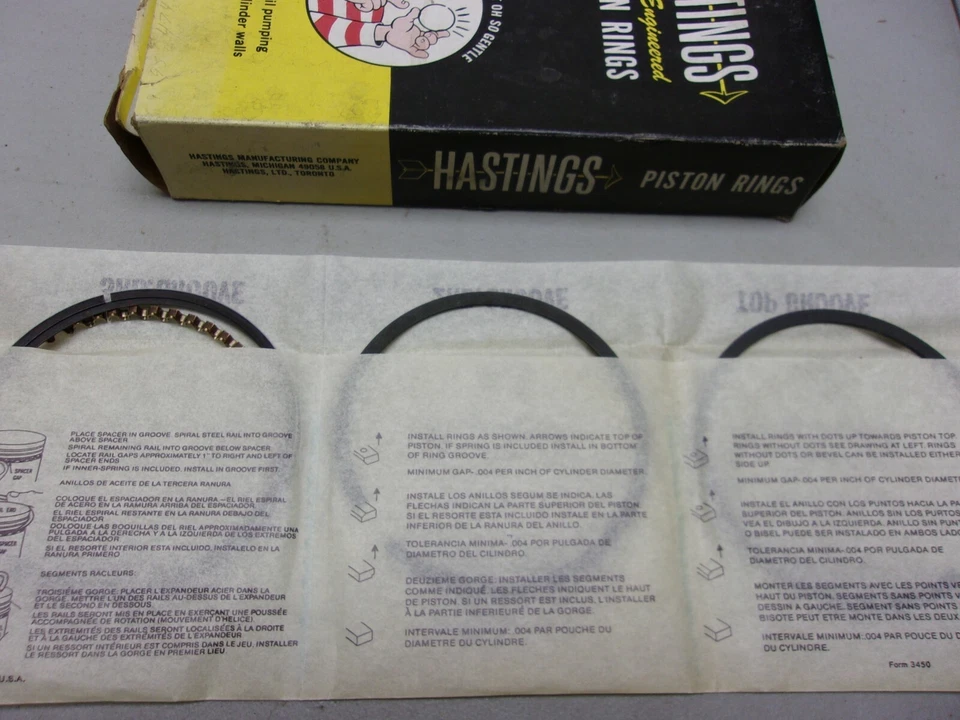 OH SO GENTLE
il pumping
linder walls
TINGS
Engineered
N RINGS
HASTINGS MANUFACTURING COMPANY
HASTINGS, MICHIGAN 49058 U.S.A.
HASTINGS, LTD., TORONTO
HASTINGS
PISTON RINGS
GROOVE
TOP GROOVE
SPACER
GAP
PLACE SPACER IN GROOVE SPIRAL STEEL RAIL INTO GROOVE
ABOVE SPACER
SPIRAL REMAINING RAIL INTO GROOVE BELOW SPACER
LOCATE RAIL GAPS APPROXIMATELY 1" TO RIGHT AND LEFT OF
SPACER ENDS
IF INNER-SPRING IS INCLUDED, INSTALL IN GROOVE FIRST.
ANILLOS DE ACEITE DE LA TERCERA RANURA
COLOQUE EL ESPACIADOR EN LA RANURA - EL RIEL ESPIRAL
DE ACERO EN LA RANURA ARRIBA DEL ESPACIADOR.
EL RIEL ESPIRAL RESTANTE EN LA RANURA DEBAJO DEL
ESPACIADOR
COLOQUE LAS BOQUILLAS DEL RIEL APROXIMADAMENTE UNA
PULGADA A LA DERECHA Y A LA IZQUIERDA DE LOS EXTREMOS
DEL ESPACIADOR
SI EL RESORTE INTERIOR ESTA INCLUIDO, INSTALELO EN LA
RANURA PRIMERO
SEGMENTS RACLEURS:
TROISIÈME GORGE: PLACER L'EXPANDEUR ACIER DANS LA
GORGE. METTRE L'UN DES RAILS AU-DESSUS DE L'EXPANDEUR
ET LE SECOND EN DESSOUS.
LES RAILS SERONT MIS EN PLACE EN EXERÇANT UNE POUSSÉE
ACCOMPAGNÉE DE ROTATION (MOUVEMENT D'HELICE).
LES EXTREMITÉS DES RAILS SERONT LOCALISÉES À LA DROITE
ET À LA GAUCHE DES EXTREMITÉS DE L'EXPANDEUR
SI UN RESSORT INTÉRIEUR EST COMPRIS DANS LE JEU, INSTALLER
LE RESSORT DANS LA GORGE EN PREMIER LIEU
U.S.A.
INSTALL RINGS AS SHOWN. ARROWS INDICATE TOP OF
PISTON. IF SPRING IS INCLUDED INSTALL IN BOTTOM
OF RING GROOVE
MINIMUM GAP- .004 PER INCH OF CYLINDER DIAMETER
INSTALE LOS ANILLOS SEGUM SE INDICA. LAS
FLECHAS INDICAN LA PARTE SUPERIOR DEL PISTON.
SI EL RESORTE ESTA INCLUIDO INSTALE EN LA PARTE
INFERIOR DE LA RANURA DEL ANILLO.
TOLERANCIA MINIMA- .004 POR PULGADA DE
DIAMETRO DEL CILINDRO.
DEUZIEME GORGE: INSTALLER LES SEGMENTS
COMME INDIQUÉ. LES FLECHES INDIQUENT LE HAUT
DE PISTON. SI UN RESSORT EST INCLUS, L'INSTALLER
À LA PARTIE INFERIEURE DE LA GORGE.
INTERVALE MINIMUM: .004 PAR POUCHE DU
DIAMETRE DU CYLINDRE.
INSTALL RINGS WITH DOTS UP TOWARDS PISTON TOP.
RINGS WITHOUT DOTS SEE DRAWING AT LEFT. RINGS
WITHOUT DOTS OR BEVEL CAN BE INSTALLED EITHER
SIDE UP
MINIMUM GAP- .004 PER INCH OF CYLINDER DIAMET
INSTALE EL ANILLO CON LOS PUNTOS HACIA LA PA
SUPERIOR DEL PISTON. ANILLOS SIN LOS PUNTOS
VEA EL DISUJO A LA IZQUIERDA. ANILLO SIN PUNT
O BISEL PUEDE SER INSTALADO EN AMBOS LADO
TOLERANCIA MINIMA- .004 POR PULGADA DE
DIAMETRO DEL CILINDRO.
MONTER LES SEGMENTS AVEC LES POINTS VE
HAUT DU PISTON. SEGMENTS SANS POINTS V
DESSIN A GAUCHE. SEGMENT SANS POINTS
BISOTE PEUT ETRE MONTE DANS LES DEUX
INTERVALE MINIMUM: .004 PAR POUCE DU D
DU CYLINDRE.
Form 3450